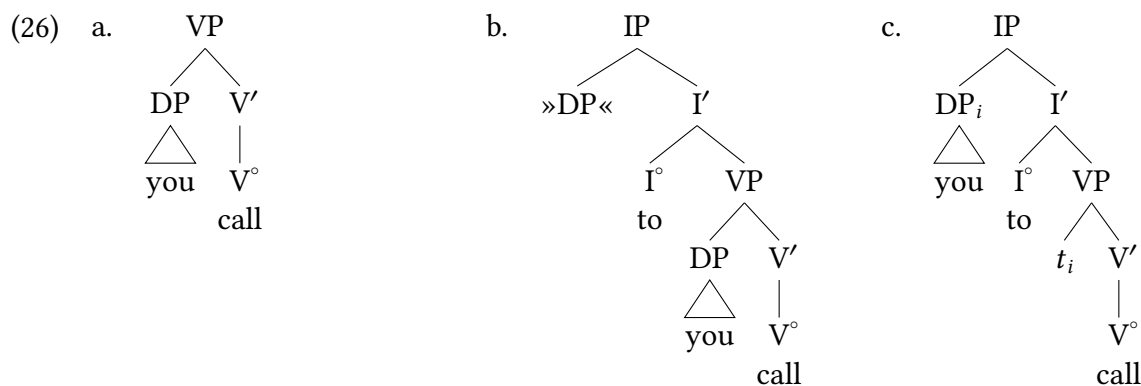 (26) a. VP b. IP c. IP
DP V′ »DP« I′ DPᵢ I′
you V° I° VP you I° VP
call to to
DP V′ tᵢ V′
you V° V°
call call